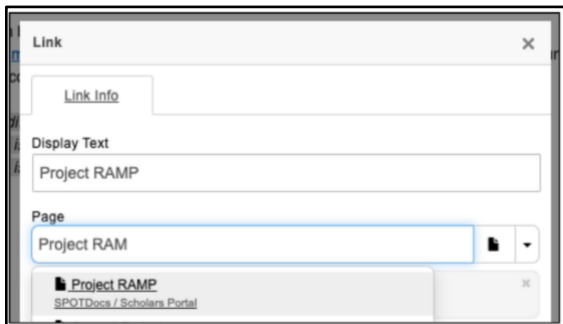 Link
Link Info
Display Text
Project RAMP
Page
Project RAM
Project RAMP
SPOTDocs / Scholars Portal